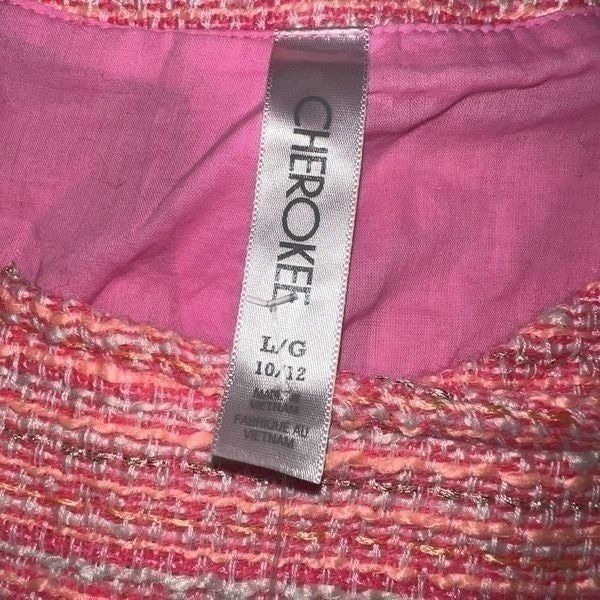 CHEROKEE
L/G
10/12
MADE IN
VIETNAM
FABRIQUÉ AU
VIETNAM